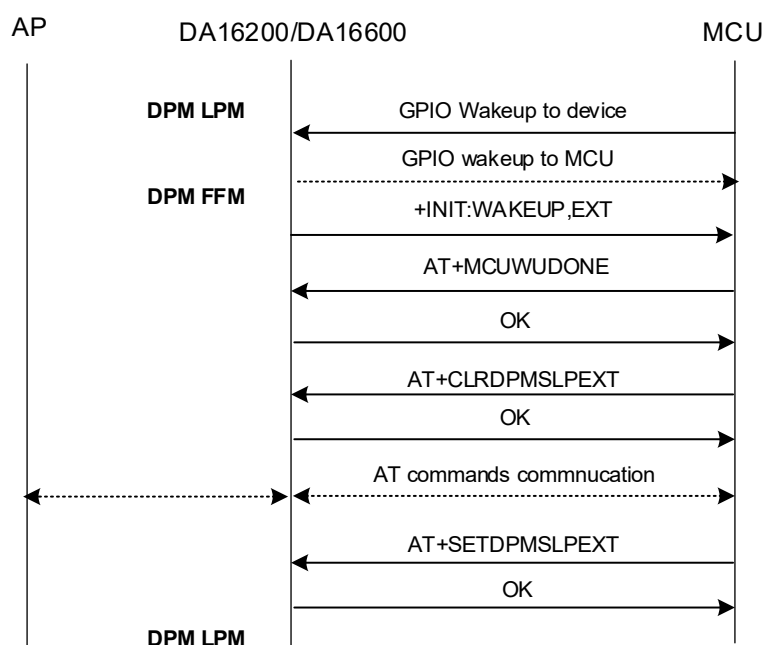 AP
DA16200/DA16600
MCU
DPM LPM
GPIO Wakeup to device
GPIO wakeup to MCU
DPM FFM
+INIT:WAKEUP,EXT
AT+MCUWUDONE
OK
AT+CLRDPMSLPEXT
OK
AT commands commnucation
AT+SETDPMSLPEXT
OK
DPM LPM